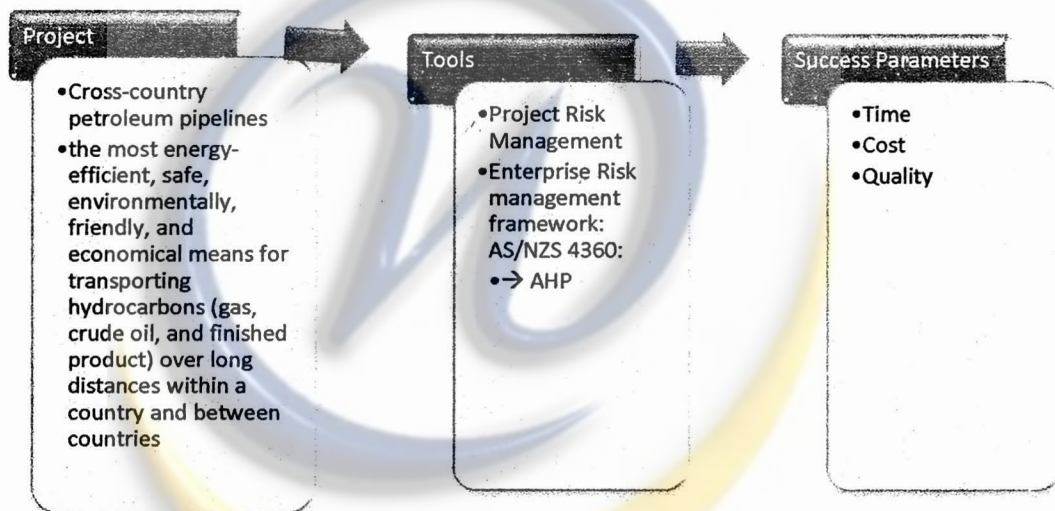 Project
•Cross-country
petroleum pipelines
•the most energy-
efficient, safe,
environmentally,
friendly, and
economical means for
transporting
hydrocarbons (gas,
crude oil, and finished
product) over long
distances within a
country and between
countries
Tools
•Project Risk
Management
•Enterprise Risk
management
framework:
AS/NZS 4360:
•→ AHP
Success Parameters
•Time
•Cost
•Quality